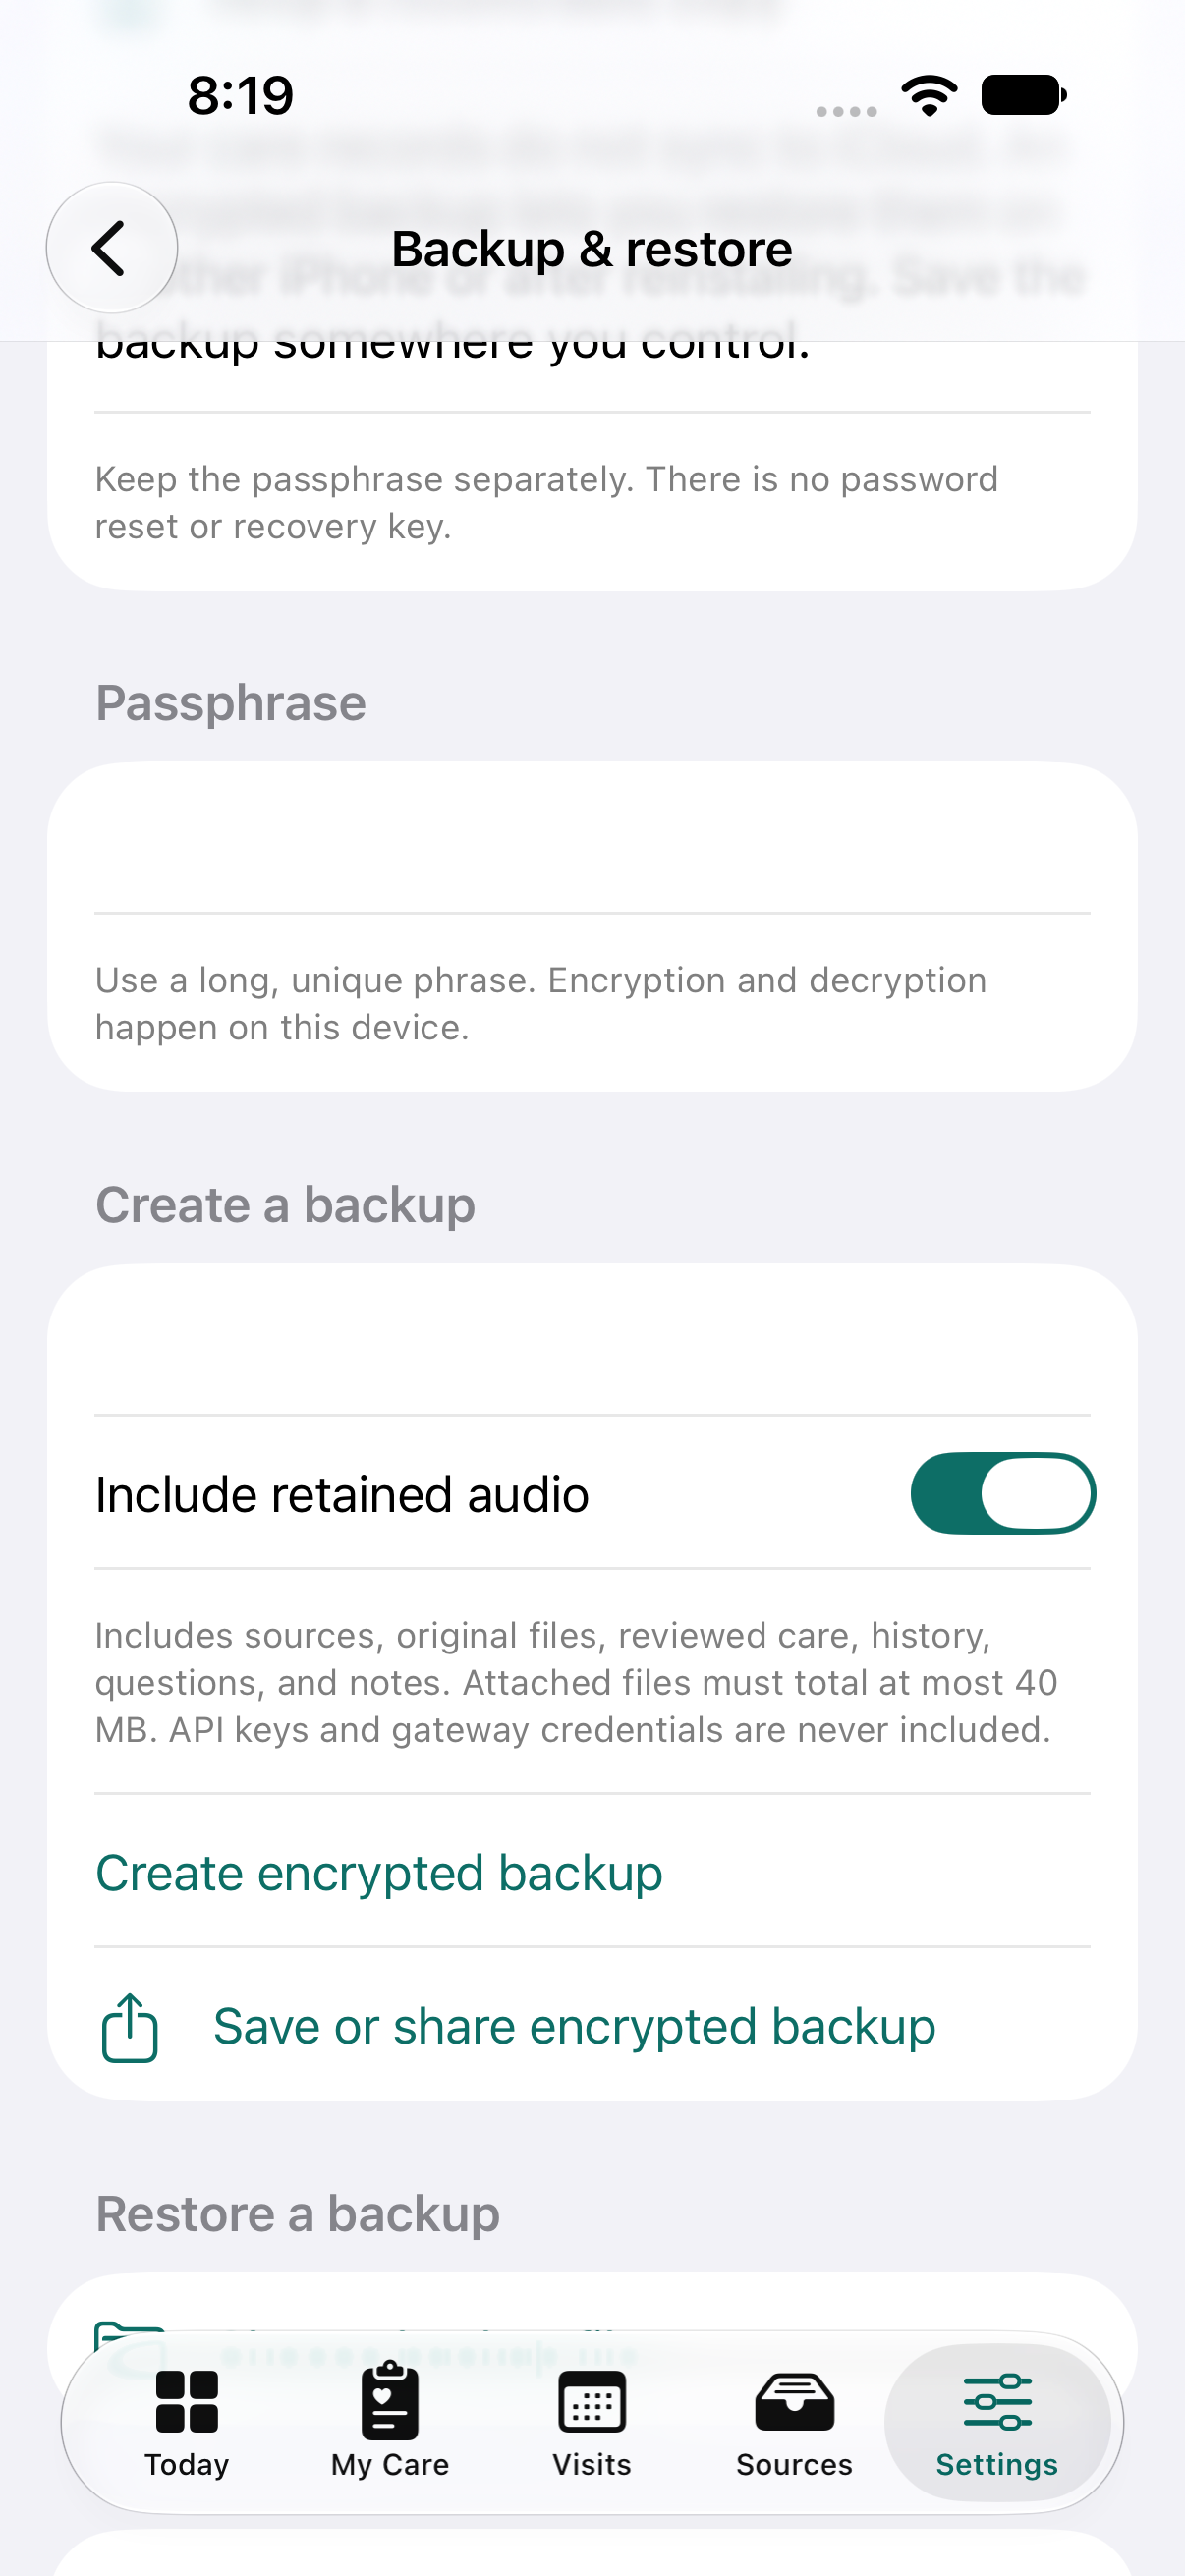 8:19
Backup & restore
backup somewhere you control.
Keep the passphrase separately. There is no password
reset or recovery key.
Passphrase
Use a long, unique phrase. Encryption and decryption
happen on this device.
Create a backup
Include retained audio
Includes sources, original files, reviewed care, history,
questions, and notes. Attached files must total at most 40
MB. API keys and gateway credentials are never included.
Create encrypted backup
Save or share encrypted backup
Restore a backup
Today
My Care
Visits
Sources
Settings